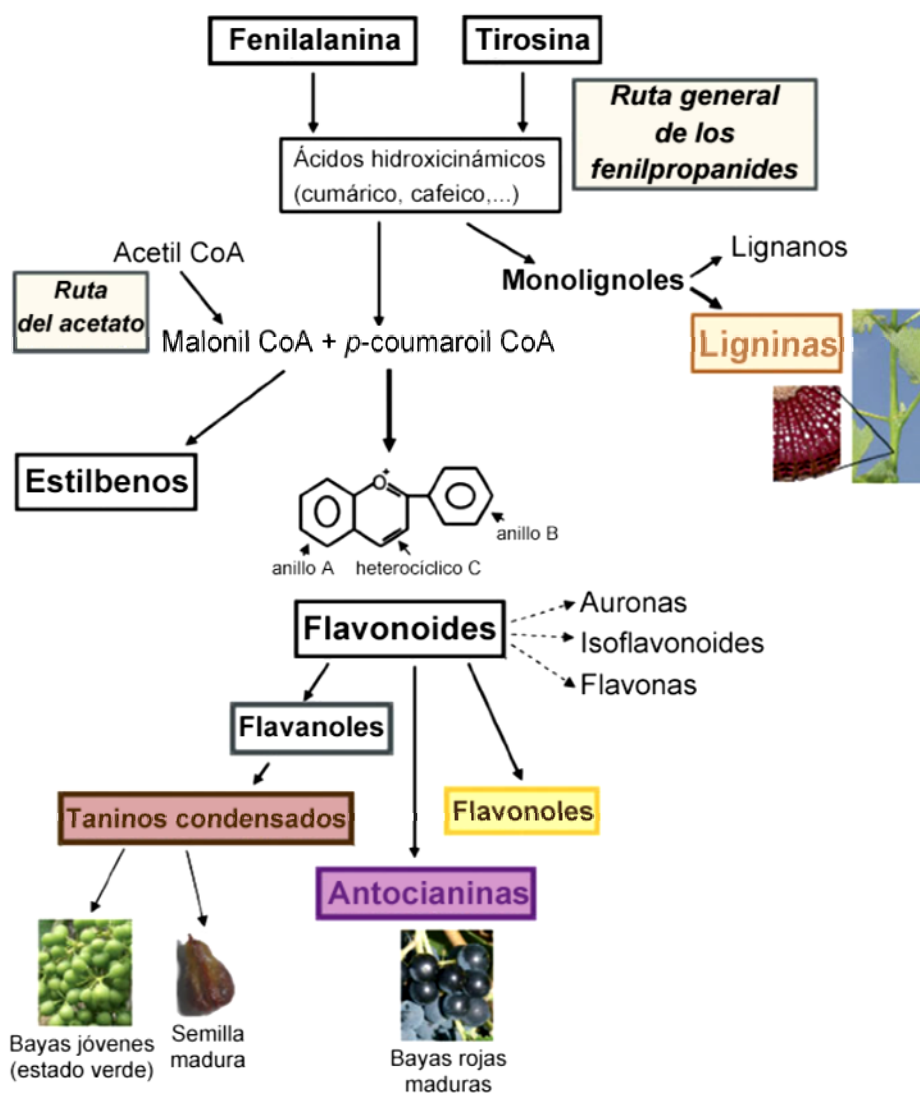 Fenilalanina
Tirosina
Ruta general
de los
fenilpropanides
Ácidos hidroxicinámicos
(cumárico, cafeico,...)
Acetil CoA
Lignanos
Monolignoles
Ruta
del acetato
Malonil CoA + p-coumaroil CoA
Ligninas
Estilbenos
O
+
anillo B
anillo A
heterocíclico C
Flavonoides
Auronas
Isoflavonoides
Flavonas
Flavanoles
Taninos condensados
Flavonoles
Antocianinas
Bayas jóvenes
(estado verde)
Semilla
madura
Bayas rojas
maduras